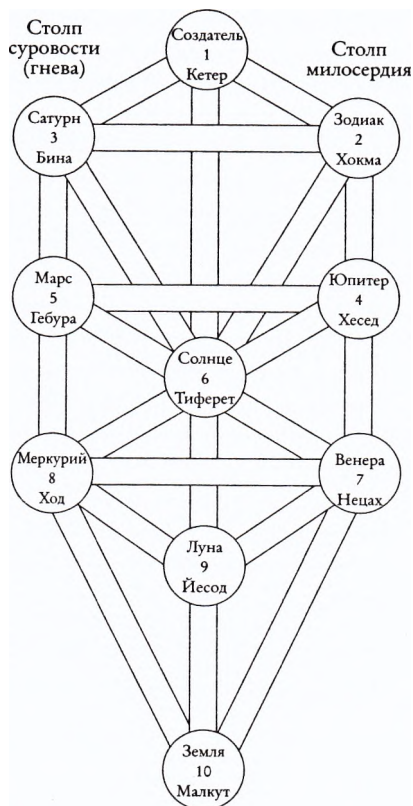 Столп
суровости
(гнева)
Создатель
1
Кетер
Столп
милосердия
Сатурн
3
Бина
Зодиак
2
Хокма
Марс
5
Гебура
Юпитер
4
Хесед
Солнце
6
Тиферет
Меркурий
8
Ход
Венера
7
Нецах
Луна
9
Йесод
Земля
10
Малкут